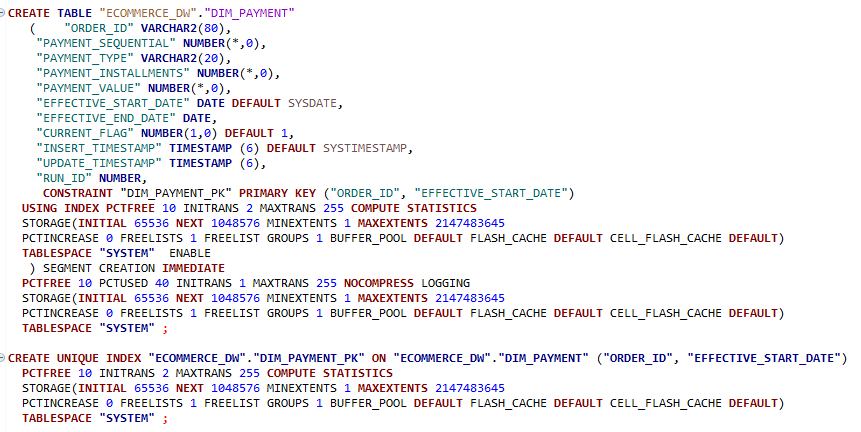 CREATE TABLE "ECOMMERCE_DW"."DIM_PAYMENT"
( "ORDER_ID" VARCHAR2(80),
"PAYMENT_SEQUENTIAL" NUMBER(*,0),
"PAYMENT_TYPE" VARCHAR2(20),
"PAYMENT_INSTALLMENTS" NUMBER(*,0),
"PAYMENT_VALUE" NUMBER(*,0),
"EFFECTIVE_START_DATE" DATE DEFAULT SYSDATE,
"EFFECTIVE_END_DATE" DATE,
"CURRENT_FLAG" NUMBER(1,0) DEFAULT 1,
"INSERT_TIMESTAMP" TIMESTAMP (6) DEFAULT SYSTIMESTAMP,
"UPDATE_TIMESTAMP" TIMESTAMP (6),
"RUN_ID" NUMBER,
CONSTRAINT "DIM_PAYMENT_PK" PRIMARY KEY ("ORDER_ID", "EFFECTIVE_START_DATE")
USING INDEX PCTFREE 10 INITRANS 2 MAXTRANS 255 COMPUTE STATISTICS
STORAGE(INITIAL 65536 NEXT 1048576 MINEXTENTS 1 MAXEXTENTS 2147483645
PCTINCREASE 0 FREELISTS 1 FREELIST GROUPS 1 BUFFER_POOL DEFAULT FLASH_CACHE DEFAULT CELL_FLASH_CACHE DEFAULT)
TABLESPACE "SYSTEM" ENABLE
) SEGMENT CREATION IMMEDIATE
PCTFREE 10 PCTUSED 40 INITRANS 1 MAXTRANS 255 NOCOMPRESS LOGGING
STORAGE(INITIAL 65536 NEXT 1048576 MINEXTENTS 1 MAXEXTENTS 2147483645
PCTINCREASE 0 FREELISTS 1 FREELIST GROUPS 1 BUFFER_POOL DEFAULT FLASH_CACHE DEFAULT CELL_FLASH_CACHE DEFAULT)
TABLESPACE "SYSTEM" ;
CREATE UNIQUE INDEX "ECOMMERCE_DW"."DIM_PAYMENT_PK" ON "ECOMMERCE_DW"."DIM_PAYMENT" ("ORDER_ID", "EFFECTIVE_START_DATE")
PCTFREE 10 INITRANS 2 MAXTRANS 255 COMPUTE STATISTICS
STORAGE(INITIAL 65536 NEXT 1048576 MINEXTENTS 1 MAXEXTENTS 2147483645
PCTINCREASE 0 FREELISTS 1 FREELIST GROUPS 1 BUFFER_POOL DEFAULT FLASH_CACHE DEFAULT CELL_FLASH_CACHE DEFAULT)
TABLESPACE "SYSTEM" ;